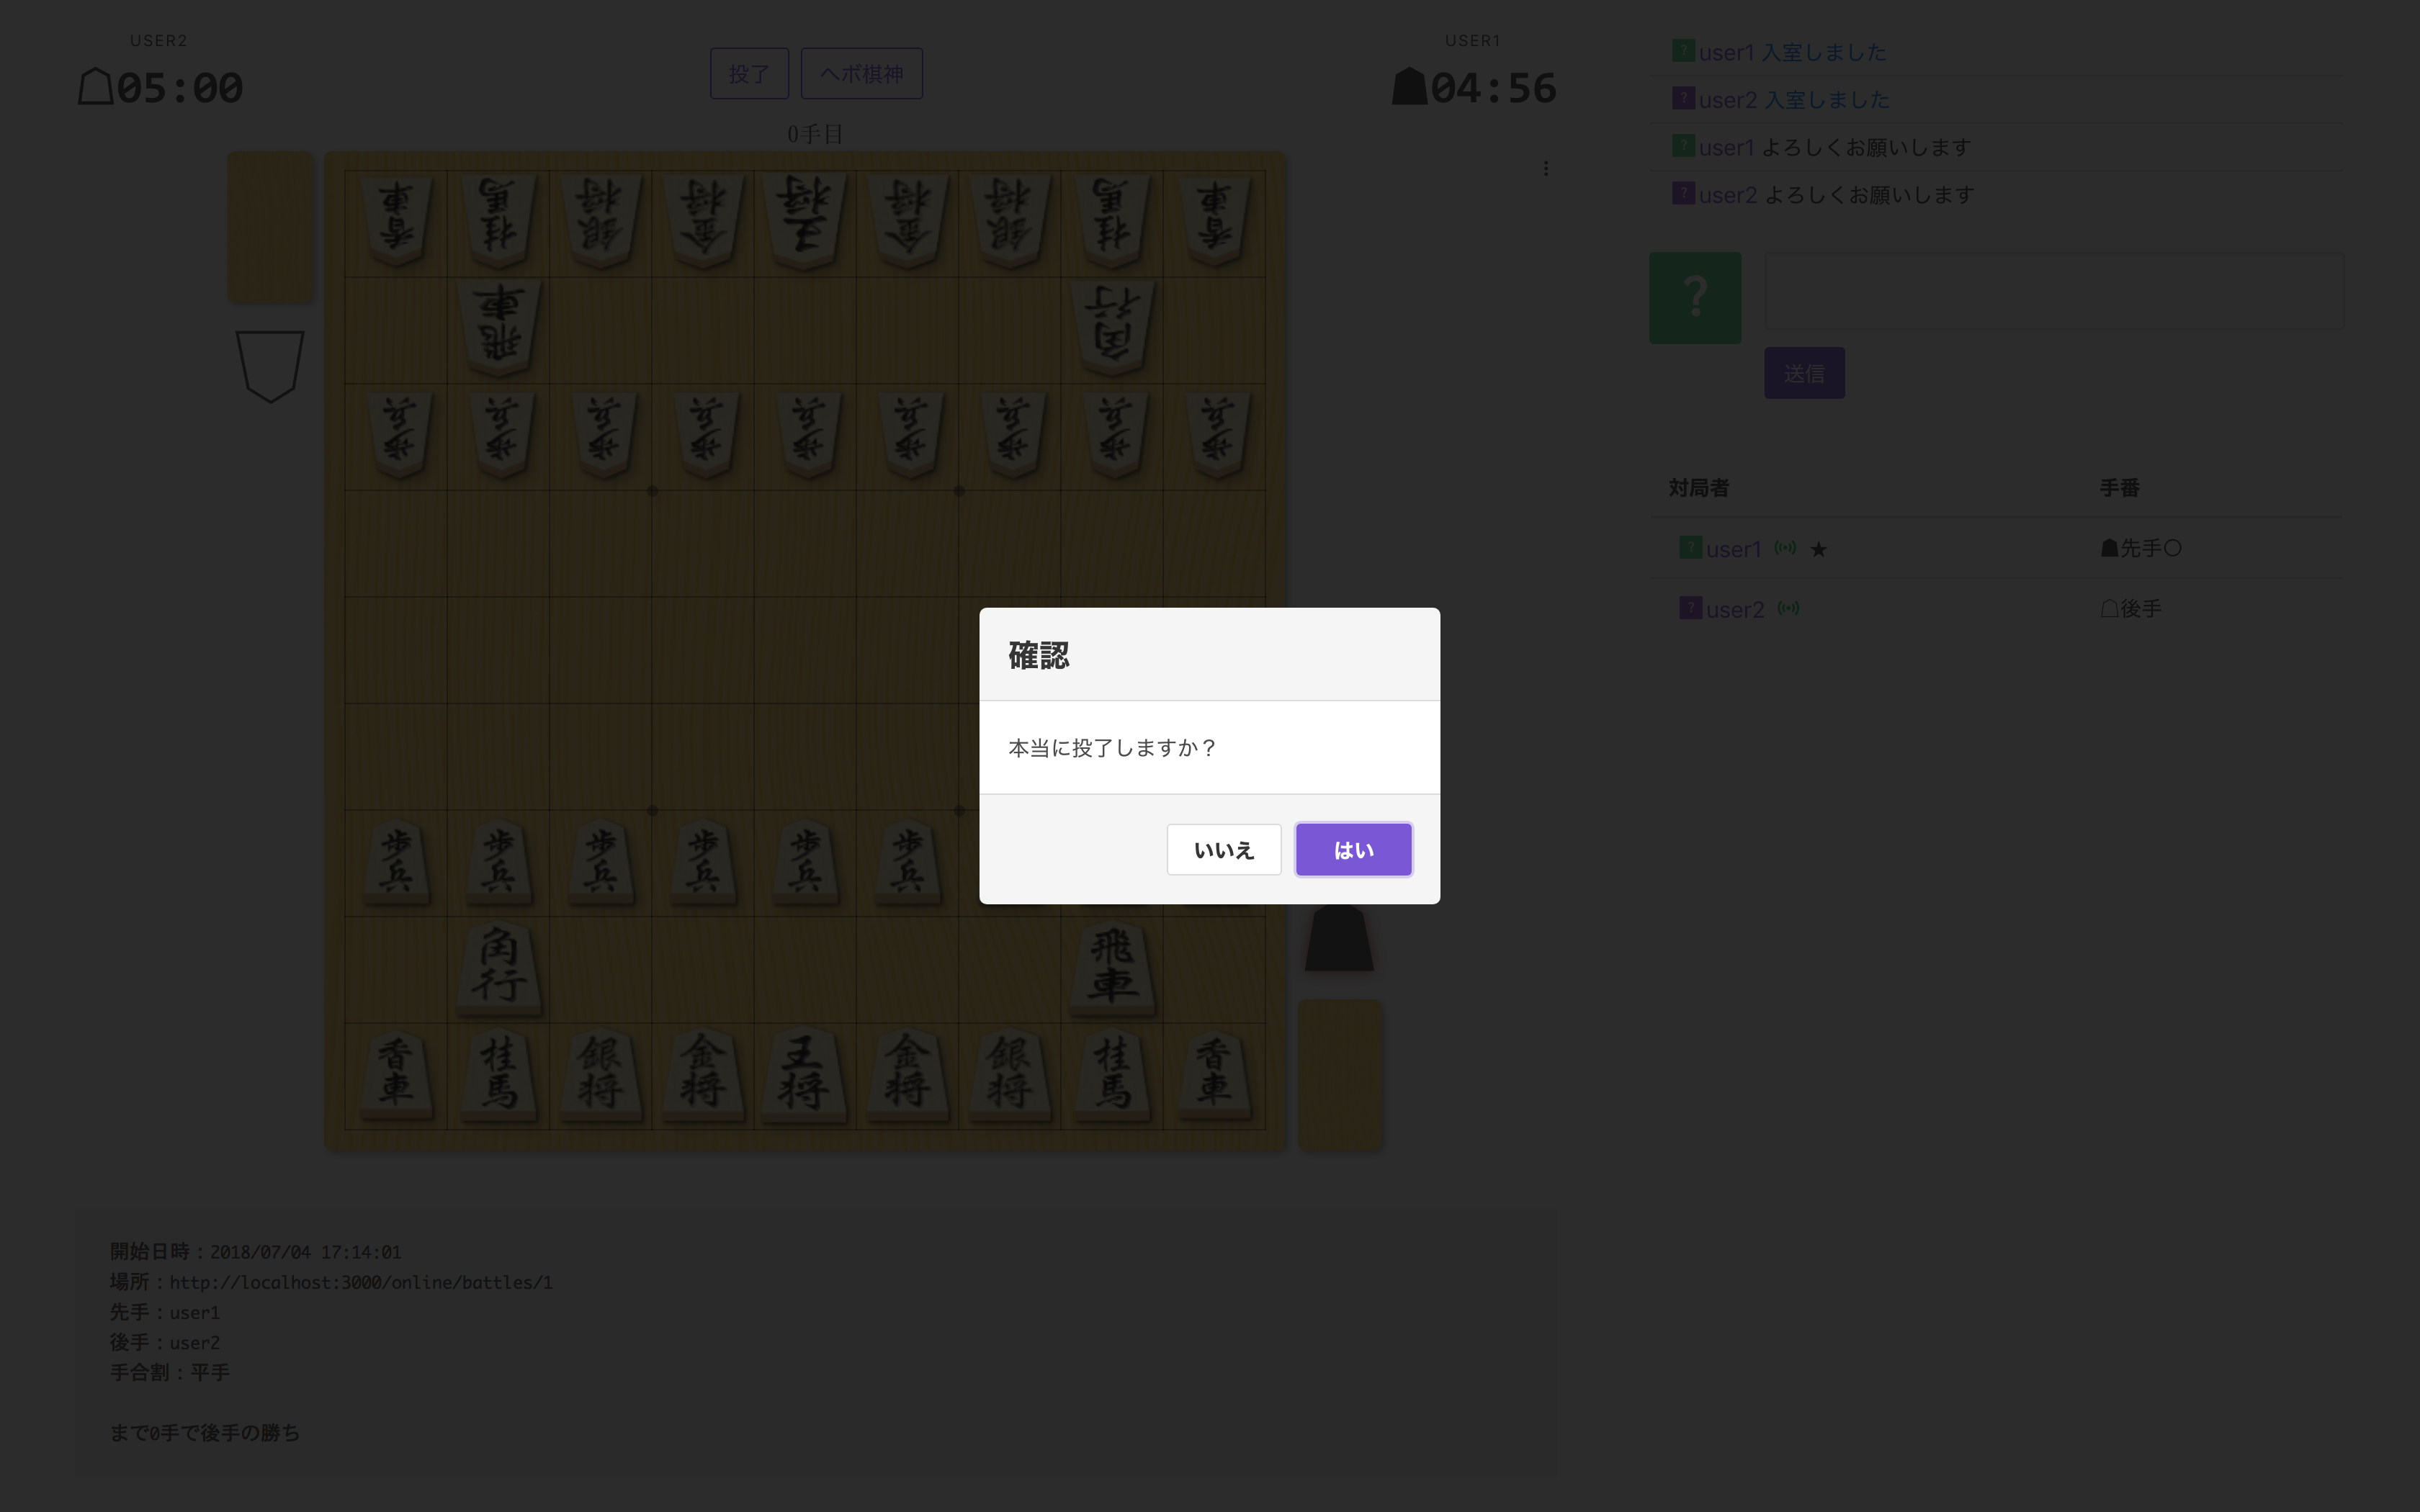 USER2
05:00
投了
ヘボ棋神
USER1
04:56
0手目
香車 桂馬 銀将 金将 王将 金将 銀将 桂馬 香車
飛車 角行
歩兵 歩兵 歩兵 歩兵 歩兵 歩兵 歩兵 歩兵 歩兵
歩兵 歩兵 歩兵 歩兵 歩兵 歩兵
角行 飛車
香車 桂馬 銀将 金将 王将 金将 銀将 桂馬 香車
確認
本当に投了しますか？
いいえ
はい
? user1 入室しました
? user2 入室しました
? user1 よろしくお願いします
? user2 よろしくお願いします
?
送信
対局者 手番
? user1 ★ ☗先手○
? user2 ☖後手
開始日時：2018/07/04 17:14:01
場所：http://localhost:3000/online/battles/1
先手：user1
後手：user2
手合割：平手
まで0手で後手の勝ち